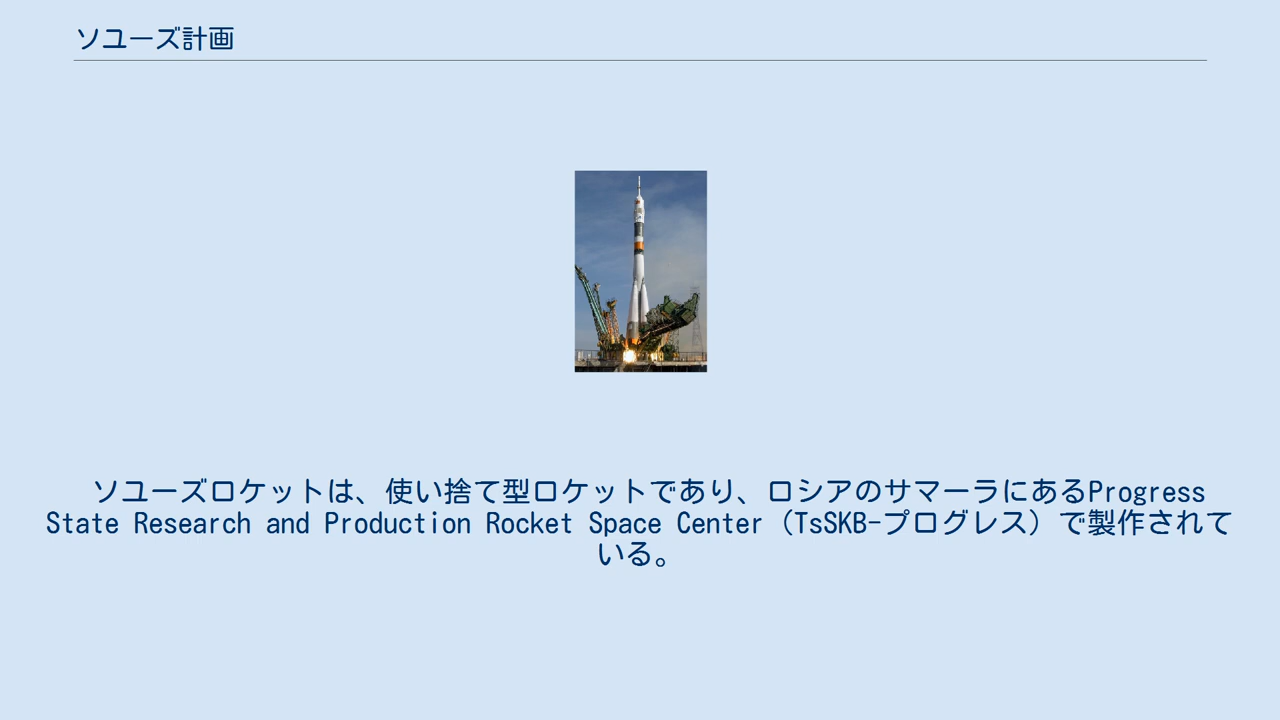 ソユーズ計画
ソユーズロケットは、使い捨て型ロケットであり、ロシアのサマーラにあるProgress
State Research and Production Rocket Space Center（TsSKB-プログレス）で製作されて
いる。